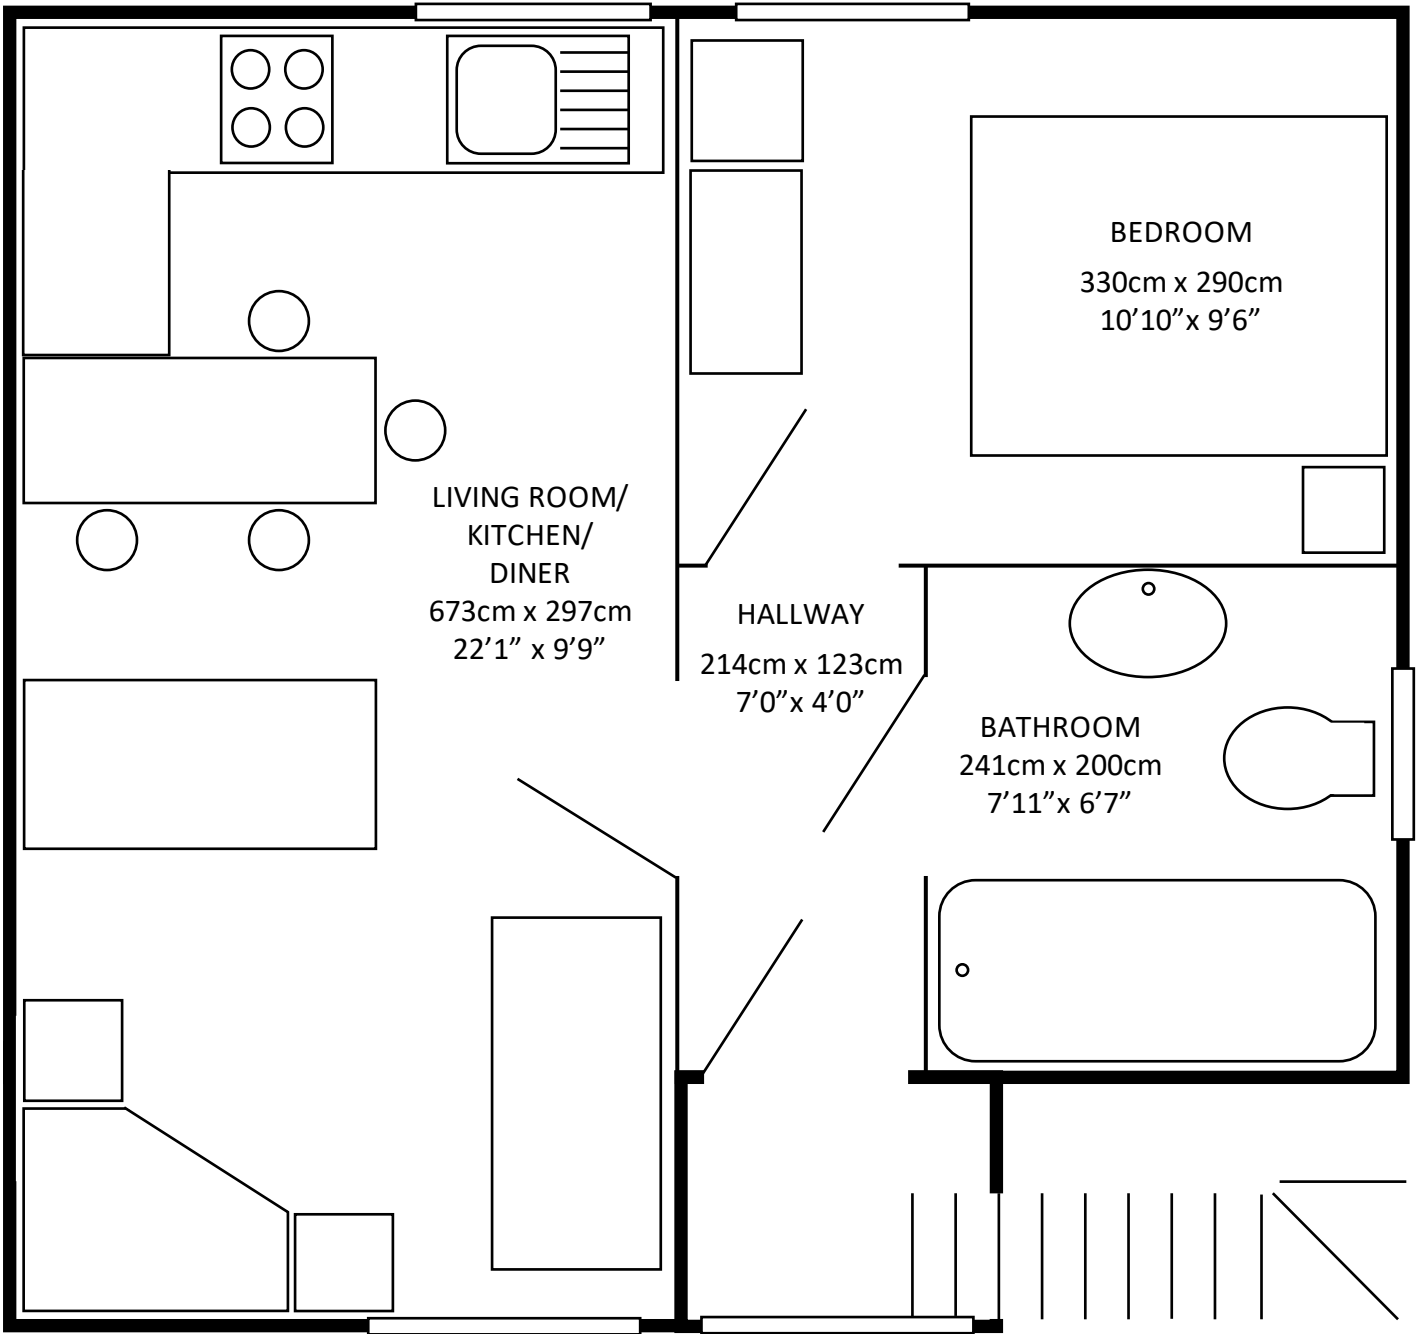 BEDROOM
330cm x 290cm
10’10”x 9’6”
LIVING ROOM/
KITCHEN/
DINER
673cm x 297cm
22’1” x 9’9”
HALLWAY
214cm x 123cm
7’0”x 4’0”
BATHROOM
241cm x 200cm
7’11”x 6’7”